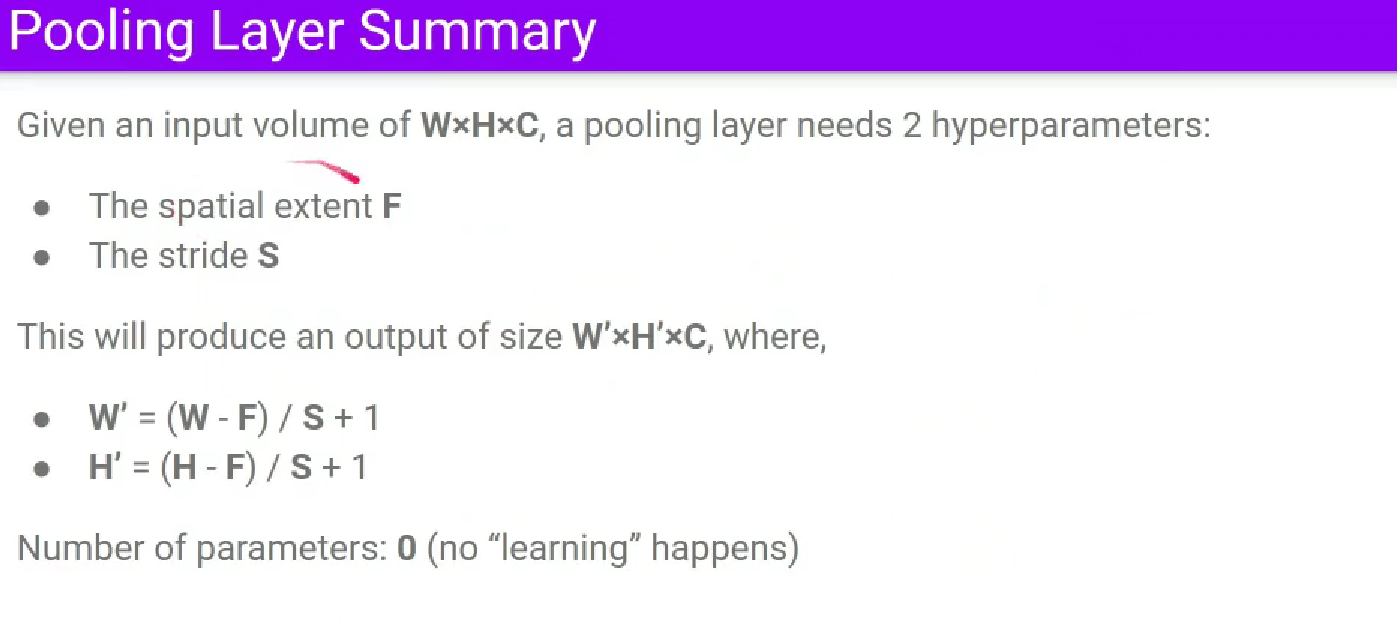 Pooling Layer Summary
Given an input volume of W×H×C, a pooling layer needs 2 hyperparameters:
● The spatial extent F
● The stride S
This will produce an output of size W′×H′×C, where,
● W′ = (W - F) / S + 1
● H′ = (H - F) / S + 1
Number of parameters: 0 (no “learning” happens)